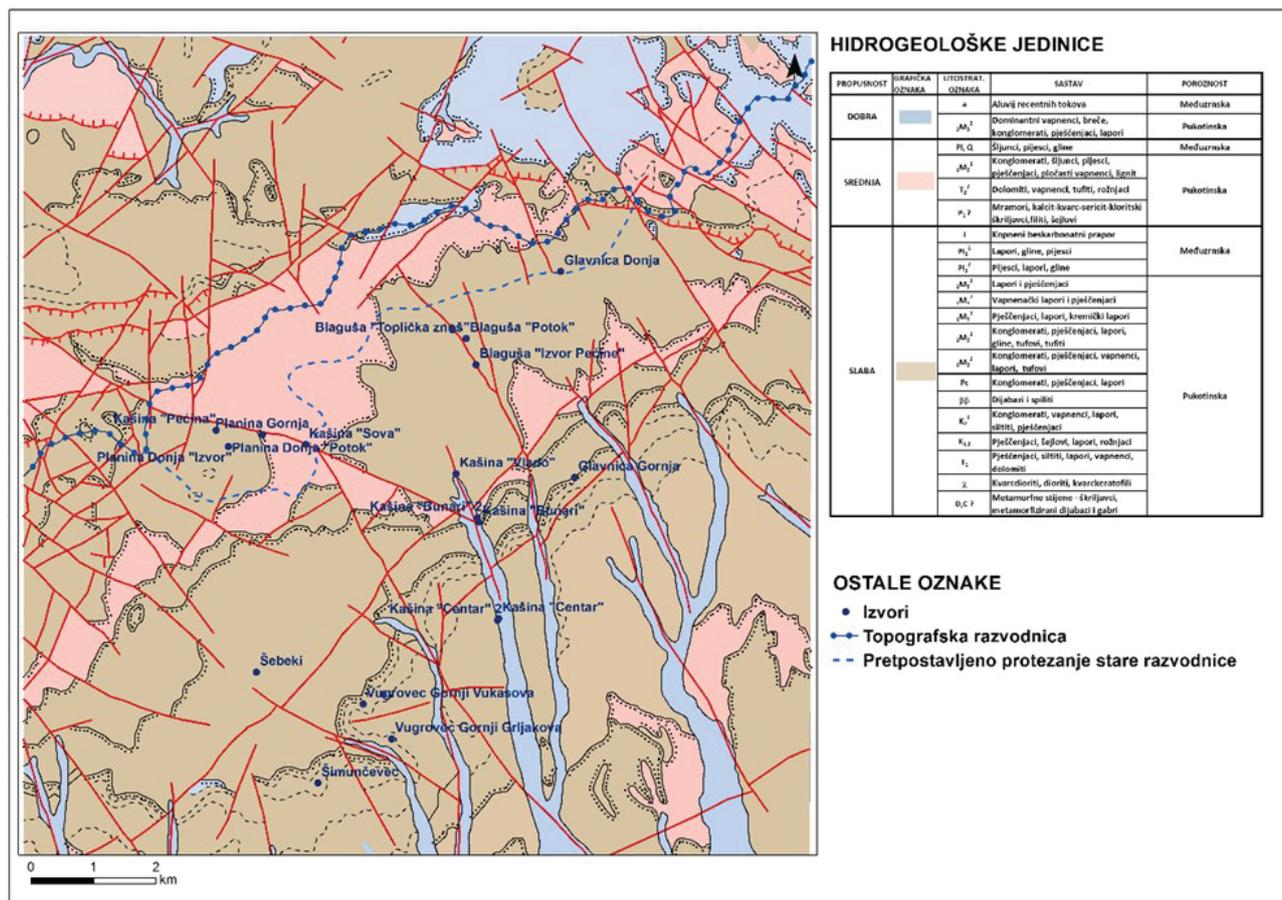 HIDROGEOLOŠKE JEDINICE
PROPUSNOST GRAFIČKA OZNAKA LITOSTRAT. OZNAKA SASTAV POROZNOST
DOBRA
a Aluvij recentnih tokova Međuzrnska
Dominantni vapnenci, breče, konglomerati, pješčenjaci, lapori Pukotinska
SREDNJA
Pl, Q Šljunci, pijesci, gline Međuzrnska
Konglomerati, šljunci, pijesci, pješčenjaci, pločasti vapnenci, lignit
Pukotinska
Dolomiti, vapnenci, tufiti, rožnjaci
Mramori, kalcit-kvarc-sericit-kloritski škriljavci, filiti, šejlovi
SLABA
l Kopneni beskarbonatni prapor
Međuzrnska
Lapori, gline, pijesci
Pijesci, lapori, gline
Lapori i pješčenjaci
Vapnenački lapori i pješčenjaci
Pješčenjaci, lapori, kremički lapori
Konglomerati, pješčenjaci, lapori, gline, tufovi, tufiti
Konglomerati, pješčenjaci, vapnenci, lapori, tufovi
Pc Konglomerati, pješčenjaci, lapori
Pukotinska
ββ Dijabazi i spiliti
Konglomerati, vapnenci, lapori, siltiti, pješčenjaci
Pješčenjaci, šejlovi, lapori, rožnjaci
Pješčenjaci, siltiti, lapori, vapnenci, dolomiti
χ Kvarcdioriti, dioriti, kvarckeratofili
D,C ? Metamorfne stijene - škriljavci, metamorfizirani dijabazi i gabri
OSTALE OZNAKE
Izvori
Topografska razvodnica
Pretpostavljeno protezanje stare razvodnice
Glavnica Donja
Blaguša "Toplička znaš" Blaguša "Potok"
Blaguša "Izvor Pećine"
Kašina "Pećina"
Planina Gornja
Kašina "Sova"
Planina Donja "Potok"
Planina Donja "Izvor"
Kašina "Vlado"
Glavnica Gornja
Kašina "Bunari" 2
Kašina "Bunari"
Kašina "Centar" 2 Kašina "Centar"
Šebeki
Vugrovec Gornji Vukasova
Vugrovec Gornji Grljakova
Šimunčevec
0 1 2
km